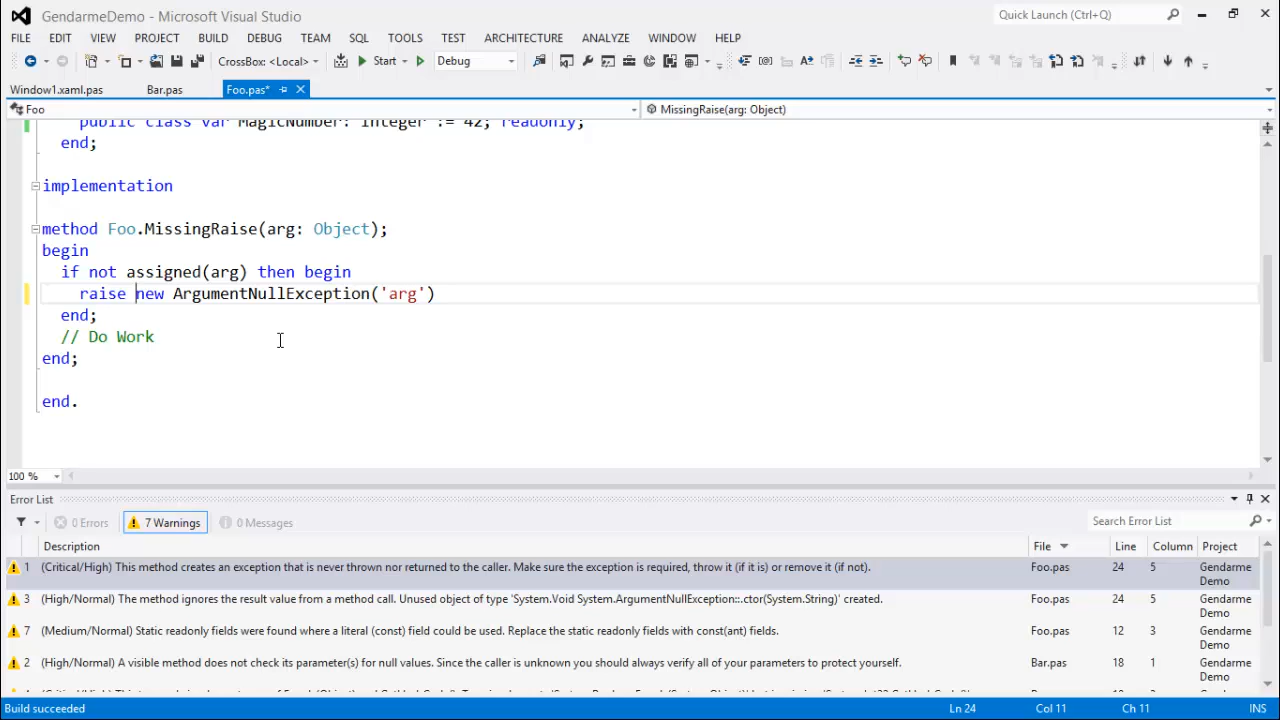 GendarmeDemo - Microsoft Visual Studio
Quick Launch (Ctrl+Q)
FILE EDIT VIEW PROJECT BUILD DEBUG TEAM SQL TOOLS TEST ARCHITECTURE ANALYZE WINDOW HELP
CrossBox: <Local> Start Debug
Window1.xaml.pas Bar.pas Foo.pas*
Foo MissingRaise(arg: Object)
public class var MagicNumber: Integer := 42; readonly;
end;
implementation
method Foo.MissingRaise(arg: Object);
begin
if not assigned(arg) then begin
raise new ArgumentNullException('arg')
end;
// Do Work
end;
end.
100 %
Error List
0 Errors 7 Warnings 0 Messages Search Error List
Description File Line Column Project
1 (Critical/High) This method creates an exception that is never thrown nor returned to the caller. Make sure the exception is required, throw it (if it is) or remove it (if not). Foo.pas 24 5 Gendarme
Demo
3 (High/Normal) The method ignores the result value from a method call. Unused object of type 'System.Void System.ArgumentNullException::.ctor(System.String)' created. Foo.pas 24 5 Gendarme
Demo
7 (Medium/Normal) Static readonly fields were found where a literal (const) field could be used. Replace the static readonly fields with const(ant) fields. Foo.pas 12 3 Gendarme
Demo
2 (High/Normal) A visible method does not check its parameter(s) for null values. Since the caller is unknown you should always verify all of your parameters to protect yourself. Bar.pas 18 1 Gendarme
Demo
Build succeeded Ln 24 Col 11 Ch 11 INS